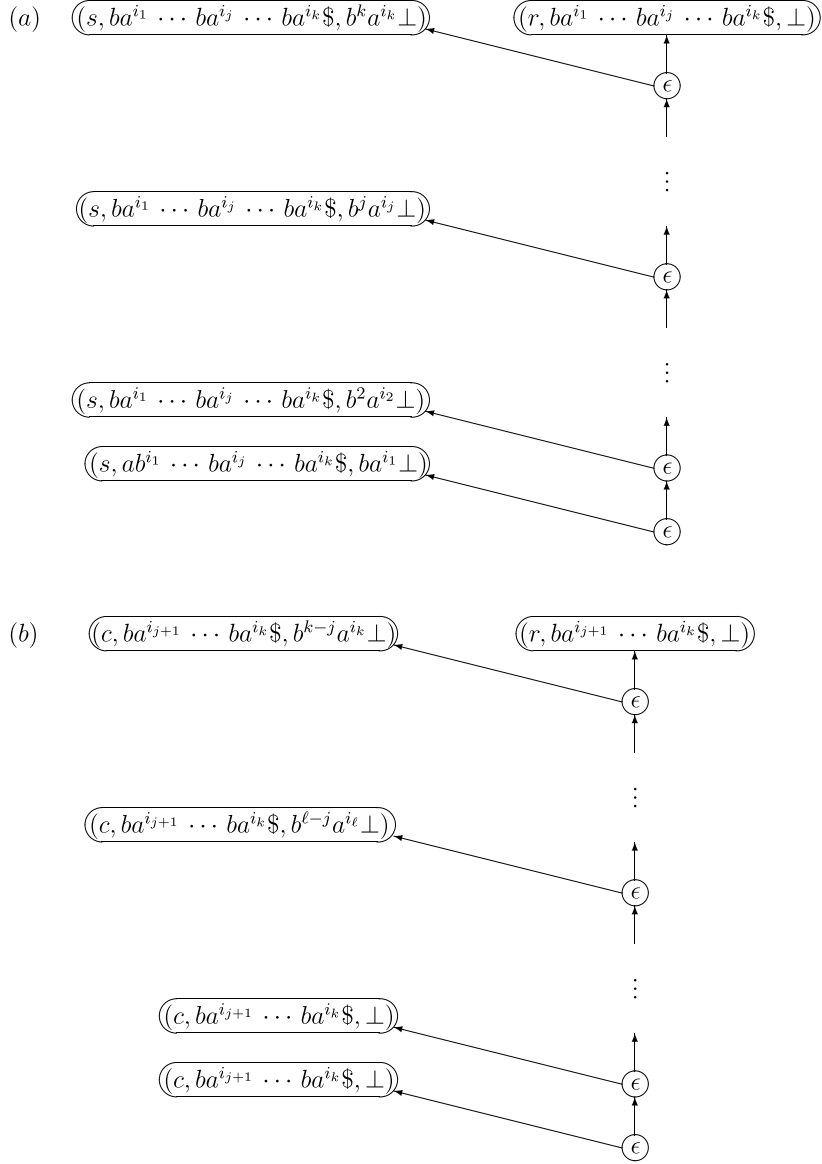 (a) (s, ba^{i_1} ⋯ ba^{i_j} ⋯ ba^{i_k}$, b^k a^{i_k}⊥) (r, ba^{i_1} ⋯ ba^{i_j} ⋯ ba^{i_k}$, ⊥)
ϵ
⋮
(s, ba^{i_1} ⋯ ba^{i_j} ⋯ ba^{i_k}$, b^j a^{i_j}⊥)
ϵ
⋮
(s, ba^{i_1} ⋯ ba^{i_j} ⋯ ba^{i_k}$, b^2 a^{i_2}⊥)
(s, ab^{i_1} ⋯ ba^{i_j} ⋯ ba^{i_k}$, ba^{i_1}⊥) ϵ
ϵ
(b) (c, ba^{i_{j+1}} ⋯ ba^{i_k}$, b^{k−j} a^{i_k}⊥) (r, ba^{i_{j+1}} ⋯ ba^{i_k}$, ⊥)
ϵ
⋮
(c, ba^{i_{j+1}} ⋯ ba^{i_k}$, b^{ℓ−j} a^{i_ℓ}⊥)
ϵ
⋮
(c, ba^{i_{j+1}} ⋯ ba^{i_k}$, ⊥)
(c, ba^{i_{j+1}} ⋯ ba^{i_k}$, ⊥) ϵ
ϵ